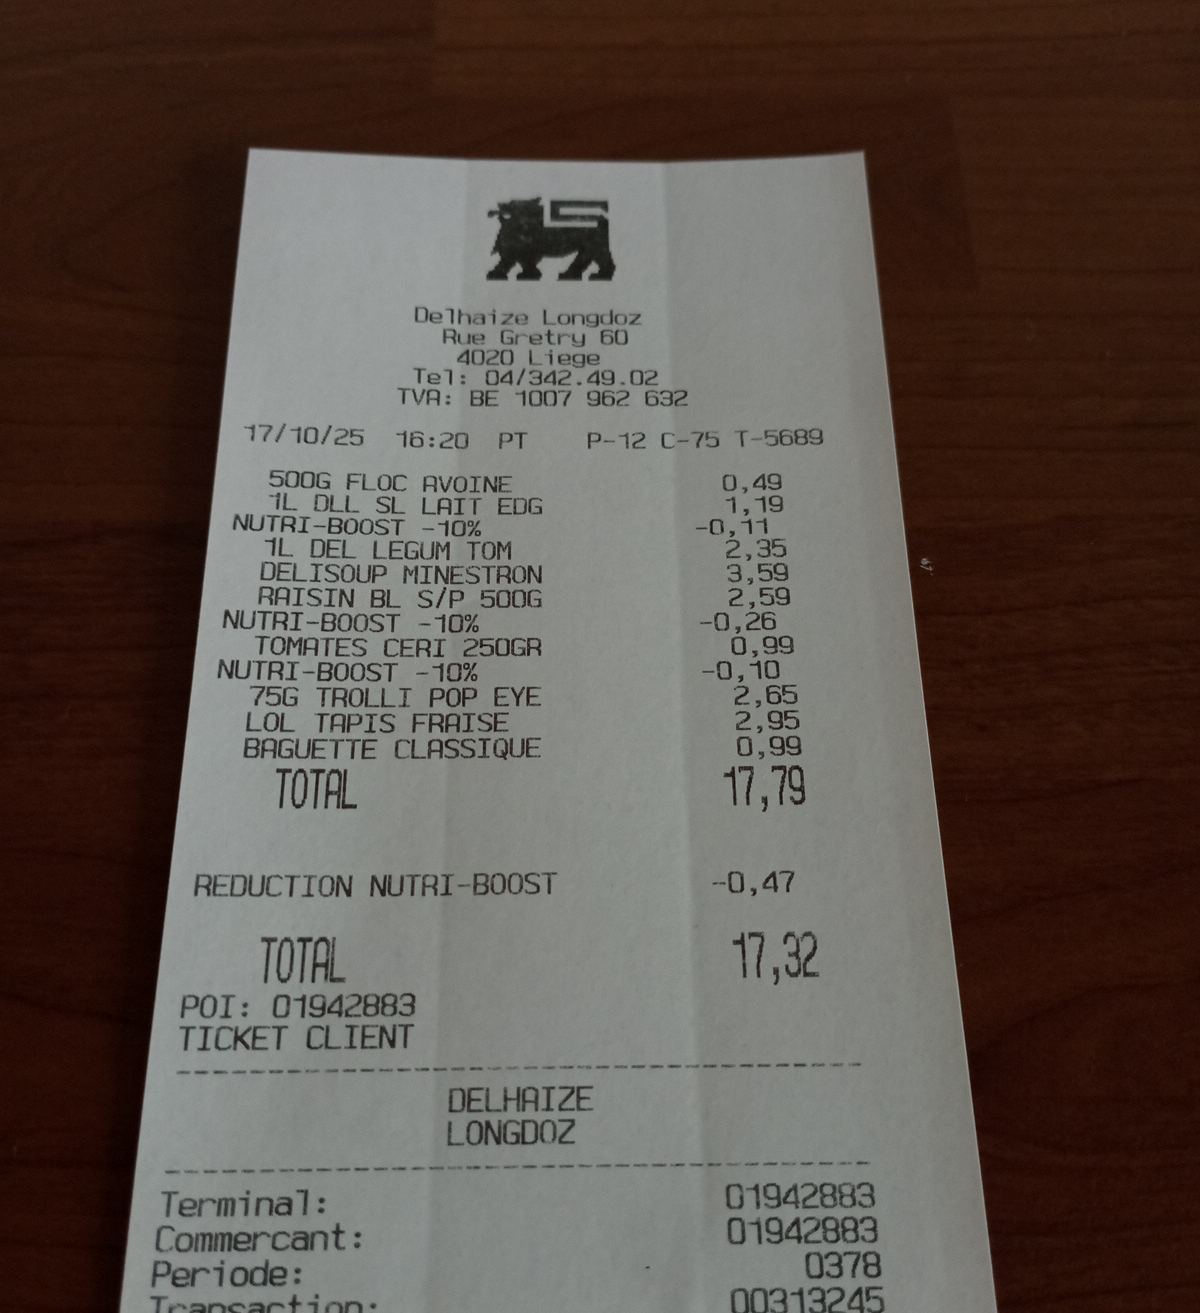 Delhaize Longdoz
Rue Gretry 60
4020 Liege
Tel: 04/342.49.02
TVA: BE 1007 962 632
17/10/25 16:20 PT P-12 C-75 T-5689
500G FLOC AVOINE 0,49
1L DLL SL LAIT EDG 1,19
NUTRI-BOOST -10% -0,11
1L DEL LEGUM TOM 2,35
DELISOUP MINESTRON 3,59
RAISIN BL S/P 500G 2,59
NUTRI-BOOST -10% -0,26
TOMATES CERI 250GR 0,99
NUTRI-BOOST -10% -0,10
75G TROLLI POP EYE 2,65
LOL TAPIS FRAISE 2,95
BAGUETTE CLASSIQUE 0,99
TOTAL 17,79
REDUCTION NUTRI-BOOST -0,47
TOTAL 17,32
POI: 01942883
TICKET CLIENT
DELHAIZE
LONGDOZ
Terminal: 01942883
Commercant: 01942883
Periode: 0378
Transaction: 00313245